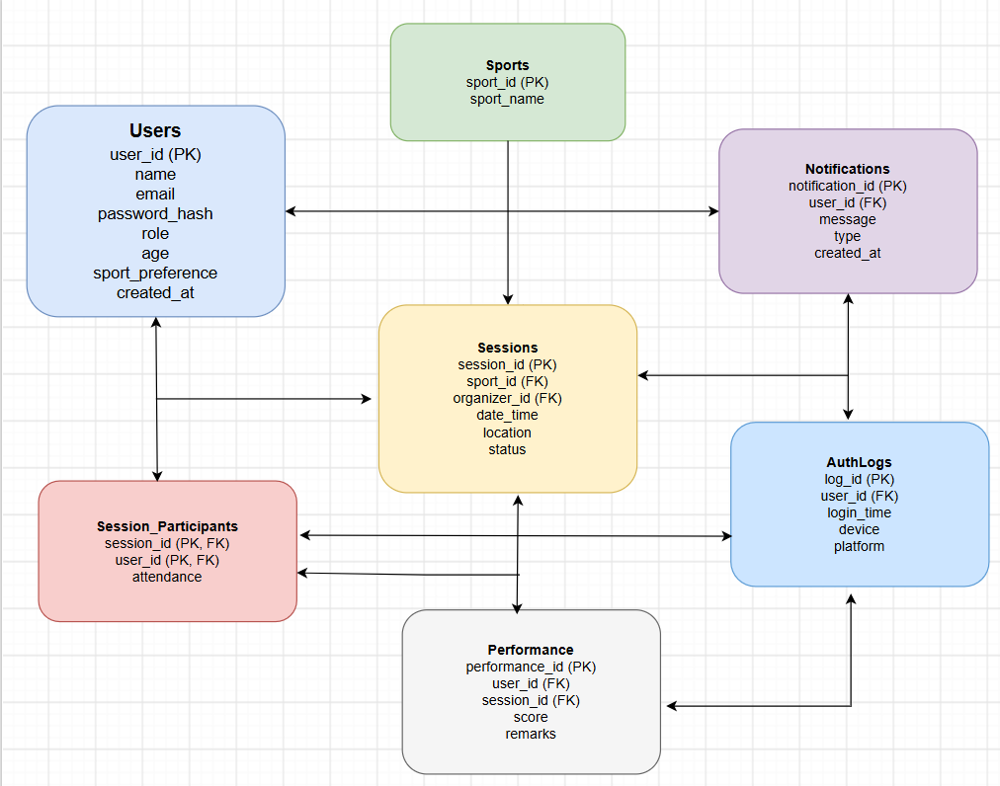 Sports
sport_id (PK)
sport_name
Users
user_id (PK)
name
email
password_hash
role
age
sport_preference
created_at
Notifications
notification_id (PK)
user_id (FK)
message
type
created_at
Sessions
session_id (PK)
sport_id (FK)
organizer_id (FK)
date_time
location
status
AuthLogs
log_id (PK)
user_id (FK)
login_time
device
platform
Session_Participants
session_id (PK, FK)
user_id (PK, FK)
attendance
Performance
performance_id (PK)
user_id (FK)
session_id (FK)
score
remarks